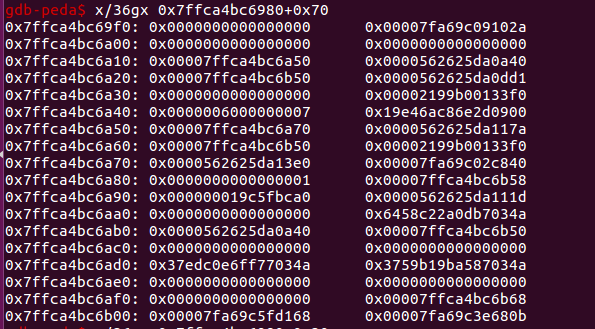 gdb-peda$ x/36gx 0x7ffca4bc6980+0x70
0x7ffca4bc69f0: 0x0000000000000000 0x00007fa69c09102a
0x7ffca4bc6a00: 0x0000000000000000 0x0000000000000000
0x7ffca4bc6a10: 0x00007ffca4bc6a50 0x0000562625da0a40
0x7ffca4bc6a20: 0x00007ffca4bc6b50 0x0000562625da0dd1
0x7ffca4bc6a30: 0x0000000000000000 0x00002199b00133f0
0x7ffca4bc6a40: 0x0000006000000007 0x19e46ac86e2d0900
0x7ffca4bc6a50: 0x00007ffca4bc6a70 0x0000562625da117a
0x7ffca4bc6a60: 0x00007ffca4bc6b50 0x00002199b00133f0
0x7ffca4bc6a70: 0x0000562625da13e0 0x00007fa69c02c840
0x7ffca4bc6a80: 0x0000000000000001 0x00007ffca4bc6b58
0x7ffca4bc6a90: 0x000000019c5fbca0 0x0000562625da111d
0x7ffca4bc6aa0: 0x0000000000000000 0x6458c22a0db7034a
0x7ffca4bc6ab0: 0x0000562625da0a40 0x00007ffca4bc6b50
0x7ffca4bc6ac0: 0x0000000000000000 0x0000000000000000
0x7ffca4bc6ad0: 0x37edc0e6ff77034a 0x3759b19ba587034a
0x7ffca4bc6ae0: 0x0000000000000000 0x0000000000000000
0x7ffca4bc6af0: 0x0000000000000000 0x00007ffca4bc6b68
0x7ffca4bc6b00: 0x00007fa69c5fd168 0x00007fa69c3e680b